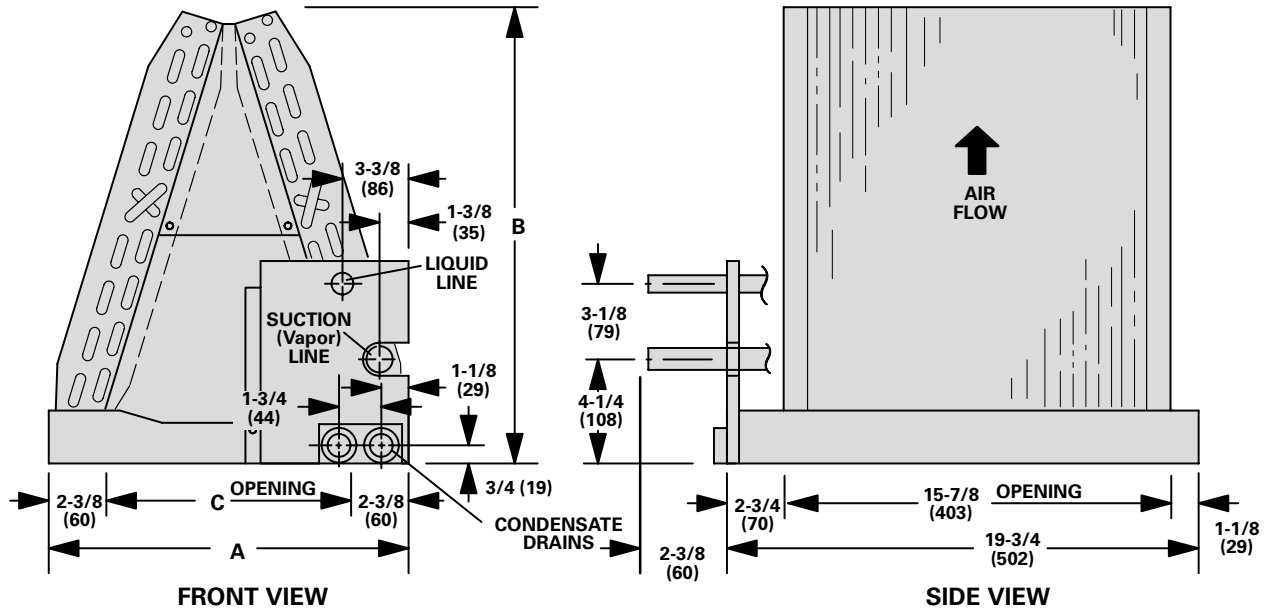 3-3/8
(86)
1-3/8
(35)
B
LIQUID
LINE
SUCTION
(Vapor)
LINE
1-1/8
(29)
1-3/4
(44)
3/4 (19)
2-3/8
(60)
C
OPENING
2-3/8
(60)
CONDENSATE
DRAINS
A
FRONT VIEW
AIR
FLOW
3-1/8
(79)
4-1/4
(108)
2-3/4
(70)
15-7/8
(403)
OPENING
1-1/8
(29)
2-3/8
(60)
19-3/4
(502)
SIDE VIEW